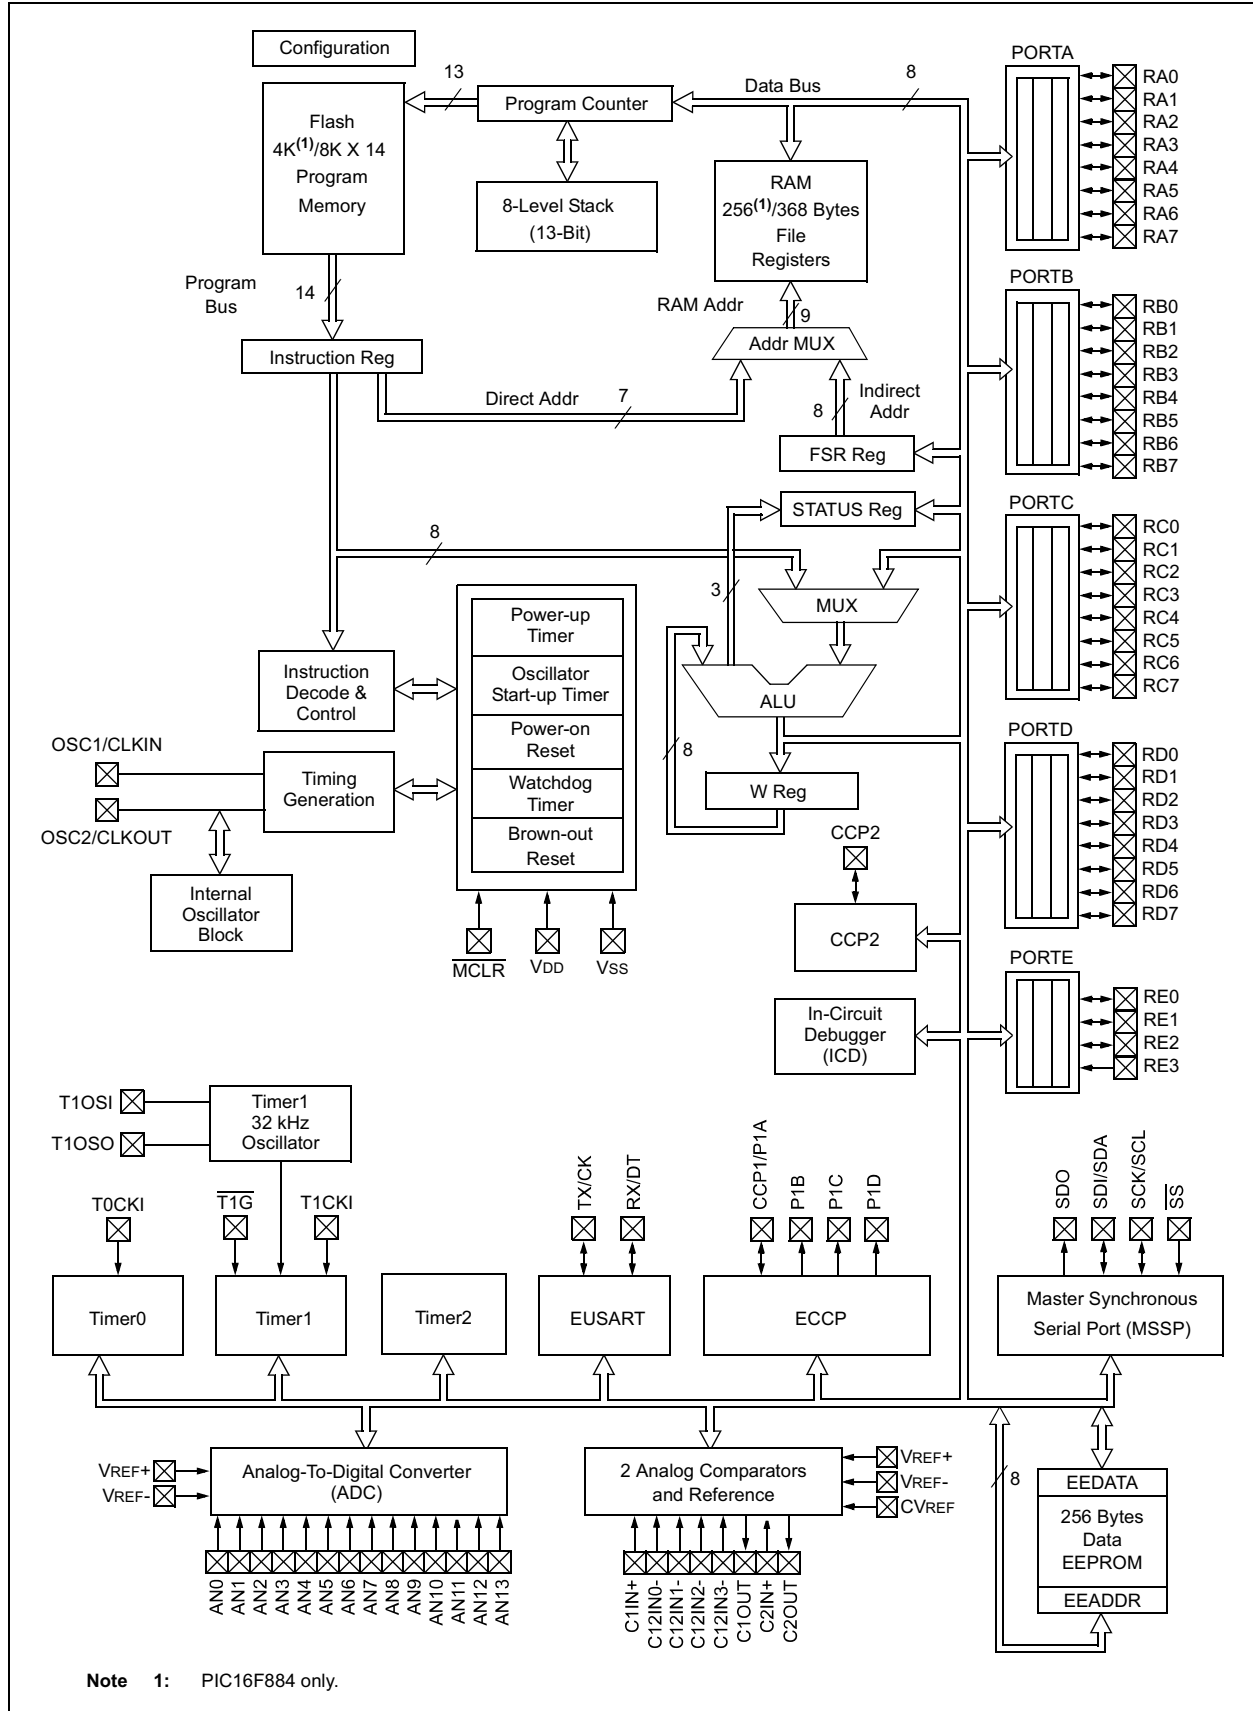 Configuration
13
Program Counter
Data Bus
8
PORTA
RA0
RA1
RA2
RA3
RA4
RA5
RA6
RA7
Flash
4K(1)/8K X 14
Program
Memory
8-Level Stack
(13-Bit)
RAM
256(1)/368 Bytes
File
Registers
Program
Bus
14
RAM Addr
9
PORTB
RB0
RB1
RB2
RB3
RB4
RB5
RB6
RB7
Instruction Reg
Addr MUX
Direct Addr
7
8
Indirect
Addr
FSR Reg
STATUS Reg
PORTC
RC0
RC1
RC2
RC3
RC4
RC5
RC6
RC7
8
3
MUX
Power-up
Timer
Oscillator
Start-up Timer
Power-on
Reset
Watchdog
Timer
Brown-out
Reset
Instruction
Decode &
Control
ALU
8
W Reg
OSC1/CLKIN
OSC2/CLKOUT
Timing
Generation
Internal
Oscillator
Block
PORTD
RD0
RD1
RD2
RD3
RD4
RD5
RD6
RD7
CCP2
CCP2
MCLR
VDD
VSS
PORTE
RE0
RE1
RE2
RE3
In-Circuit
Debugger
(ICD)
T1OSI
T1OSO
Timer1
32 kHz
Oscillator
T0CKI
T1G
T1CKI
TX/CK
RX/DT
CCP1/P1A
P1B
P1C
P1D
SDO
SDI/SDA
SCK/SCL
SS
Timer0
Timer1
Timer2
EUSART
ECCP
Master Synchronous
Serial Port (MSSP)
VREF+
VREF-
Analog-To-Digital Converter
(ADC)
2 Analog Comparators
and Reference
VREF+
VREF-
CVREF
8
EEDATA
256 Bytes
Data
EEPROM
EEADDR
AN0
AN1
AN2
AN3
AN4
AN5
AN6
AN7
AN8
AN9
AN10
AN11
AN12
AN13
C1IN+
C12IN0-
C12IN1-
C12IN2-
C12IN3-
C1OUT
C2IN+
C2OUT
Note 1: PIC16F884 only.